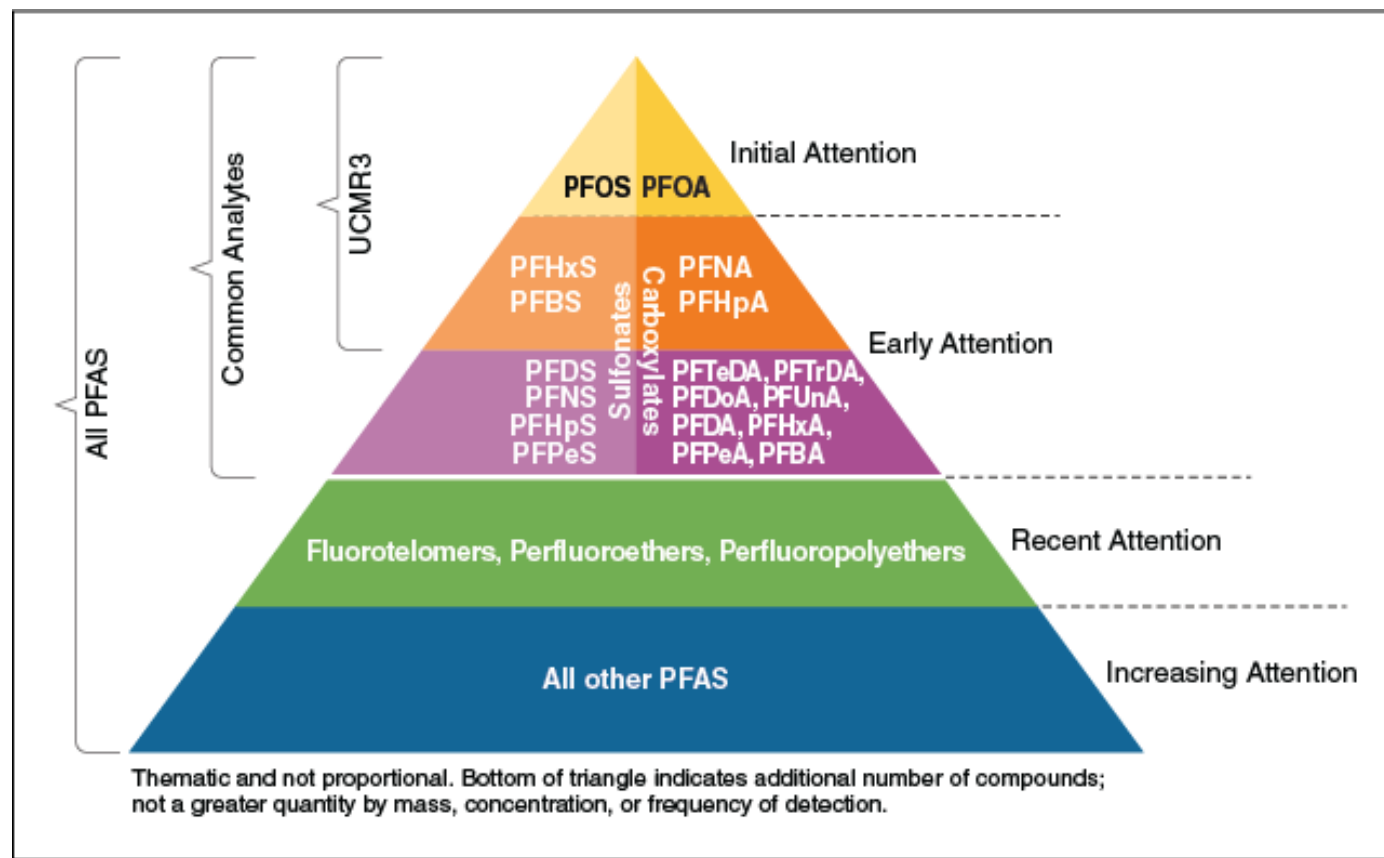 All PFAS
Common Analytes
UCMR3
Initial Attention
PFOS PFOA
PFHxS
PFBS
PFNA
PFHpA
Sulfonates
Carboxylates
Early Attention
PFDS
PFNS
PFHpS
PFPeS
PFTeDA, PFTrDA,
PFDoA, PFUnA,
PFDA, PFHxA,
PFPeA, PFBA
Fluorotelomers, Perfluoroethers, Perfluoropolyethers
Recent Attention
All other PFAS
Increasing Attention
Thematic and not proportional. Bottom of triangle indicates additional number of compounds;
not a greater quantity by mass, concentration, or frequency of detection.